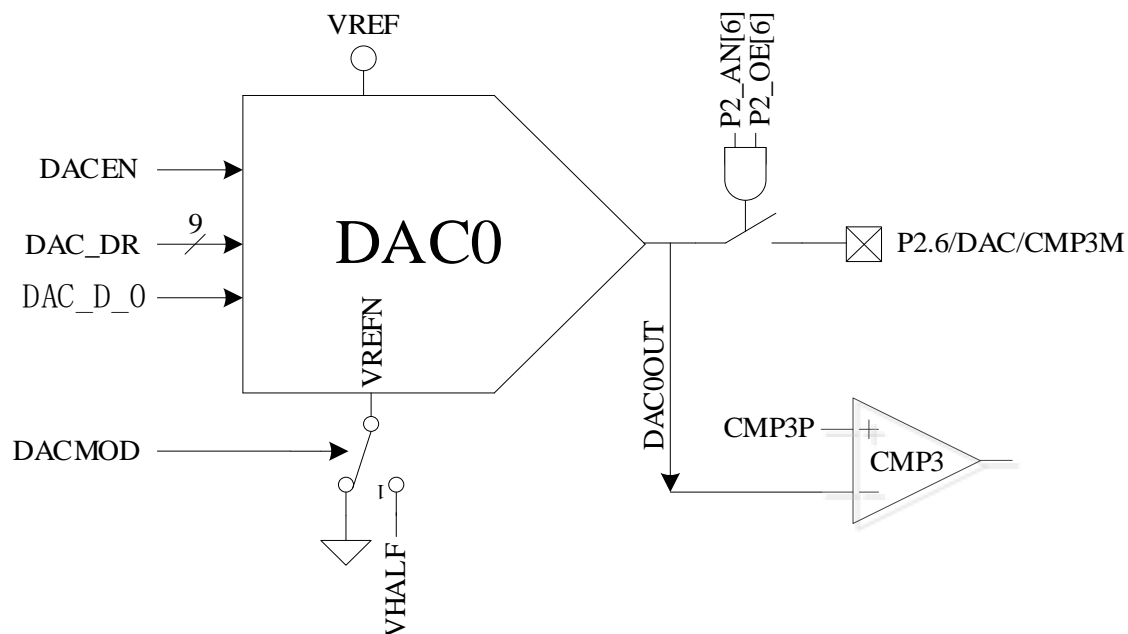 VREF
P2_AN[6]
P2_OE[6]
DACEN
9
DAC_DR
DAC0
P2.6/DAC/CMP3M
DAC_D_0
VREFN
DAC0OUT
DACMOD
CMP3P
+
CMP3
−
1
VHALF